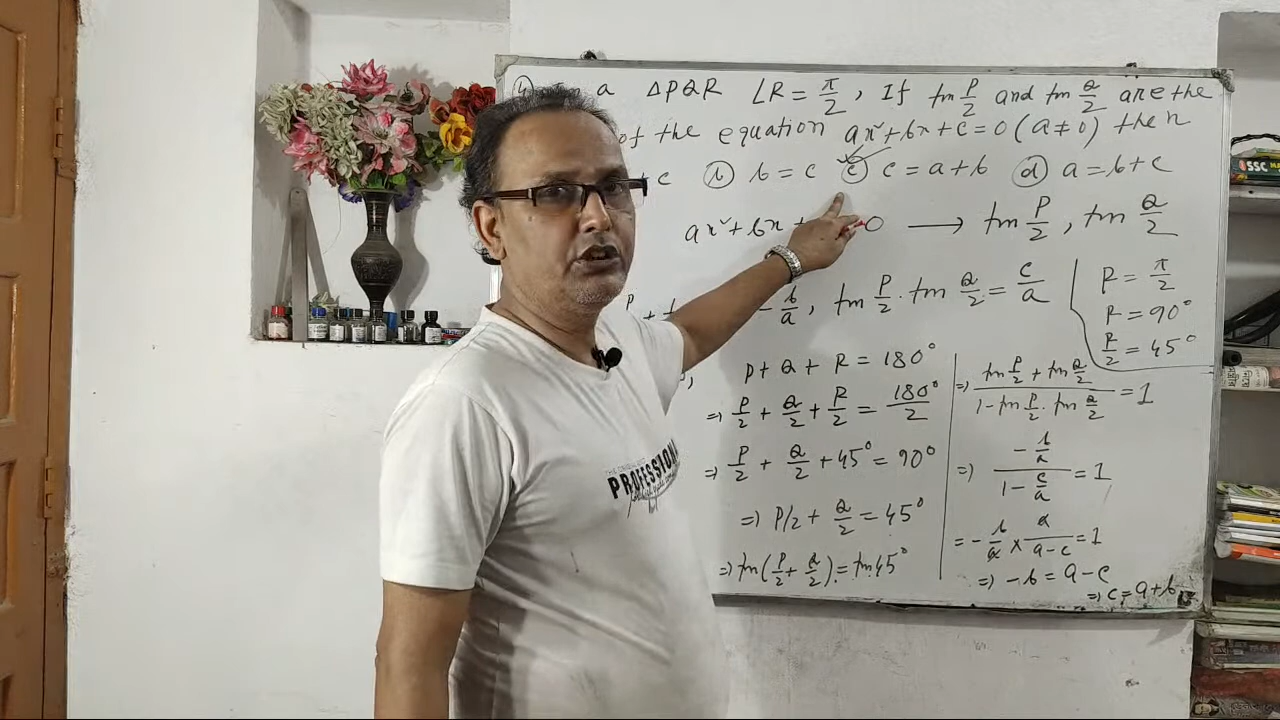 a ΔPQR ∠R = π/2, If tan P/2 and tan Q/2 are the
of the equation ax²+bx+c=0 (a≠0) then
+c (b) b = c (c) c = a+b (d) a = b+c
ax²+bx+ 0 → tan P/2, tan Q/2
- b/a, tan P/2 · tan Q/2 = c/a
R = π/2
R = 90°
R/2 = 45°
P + Q + R = 180°
⇒ P/2 + Q/2 + R/2 = 180°/2
⇒ P/2 + Q/2 + 45° = 90°
⇒ P/2 + Q/2 = 45°
⇒ tan(P/2 + Q/2) = tan 45°
⇒ (tan P/2 + tan Q/2)/(1 - tan P/2 · tan Q/2) = 1
⇒ (-b/a)/(1 - c/a) = 1
= -b/a × a/(a-c) = 1
⇒ -b = a-c
⇒ c = a+b
PROFESSION
SSC